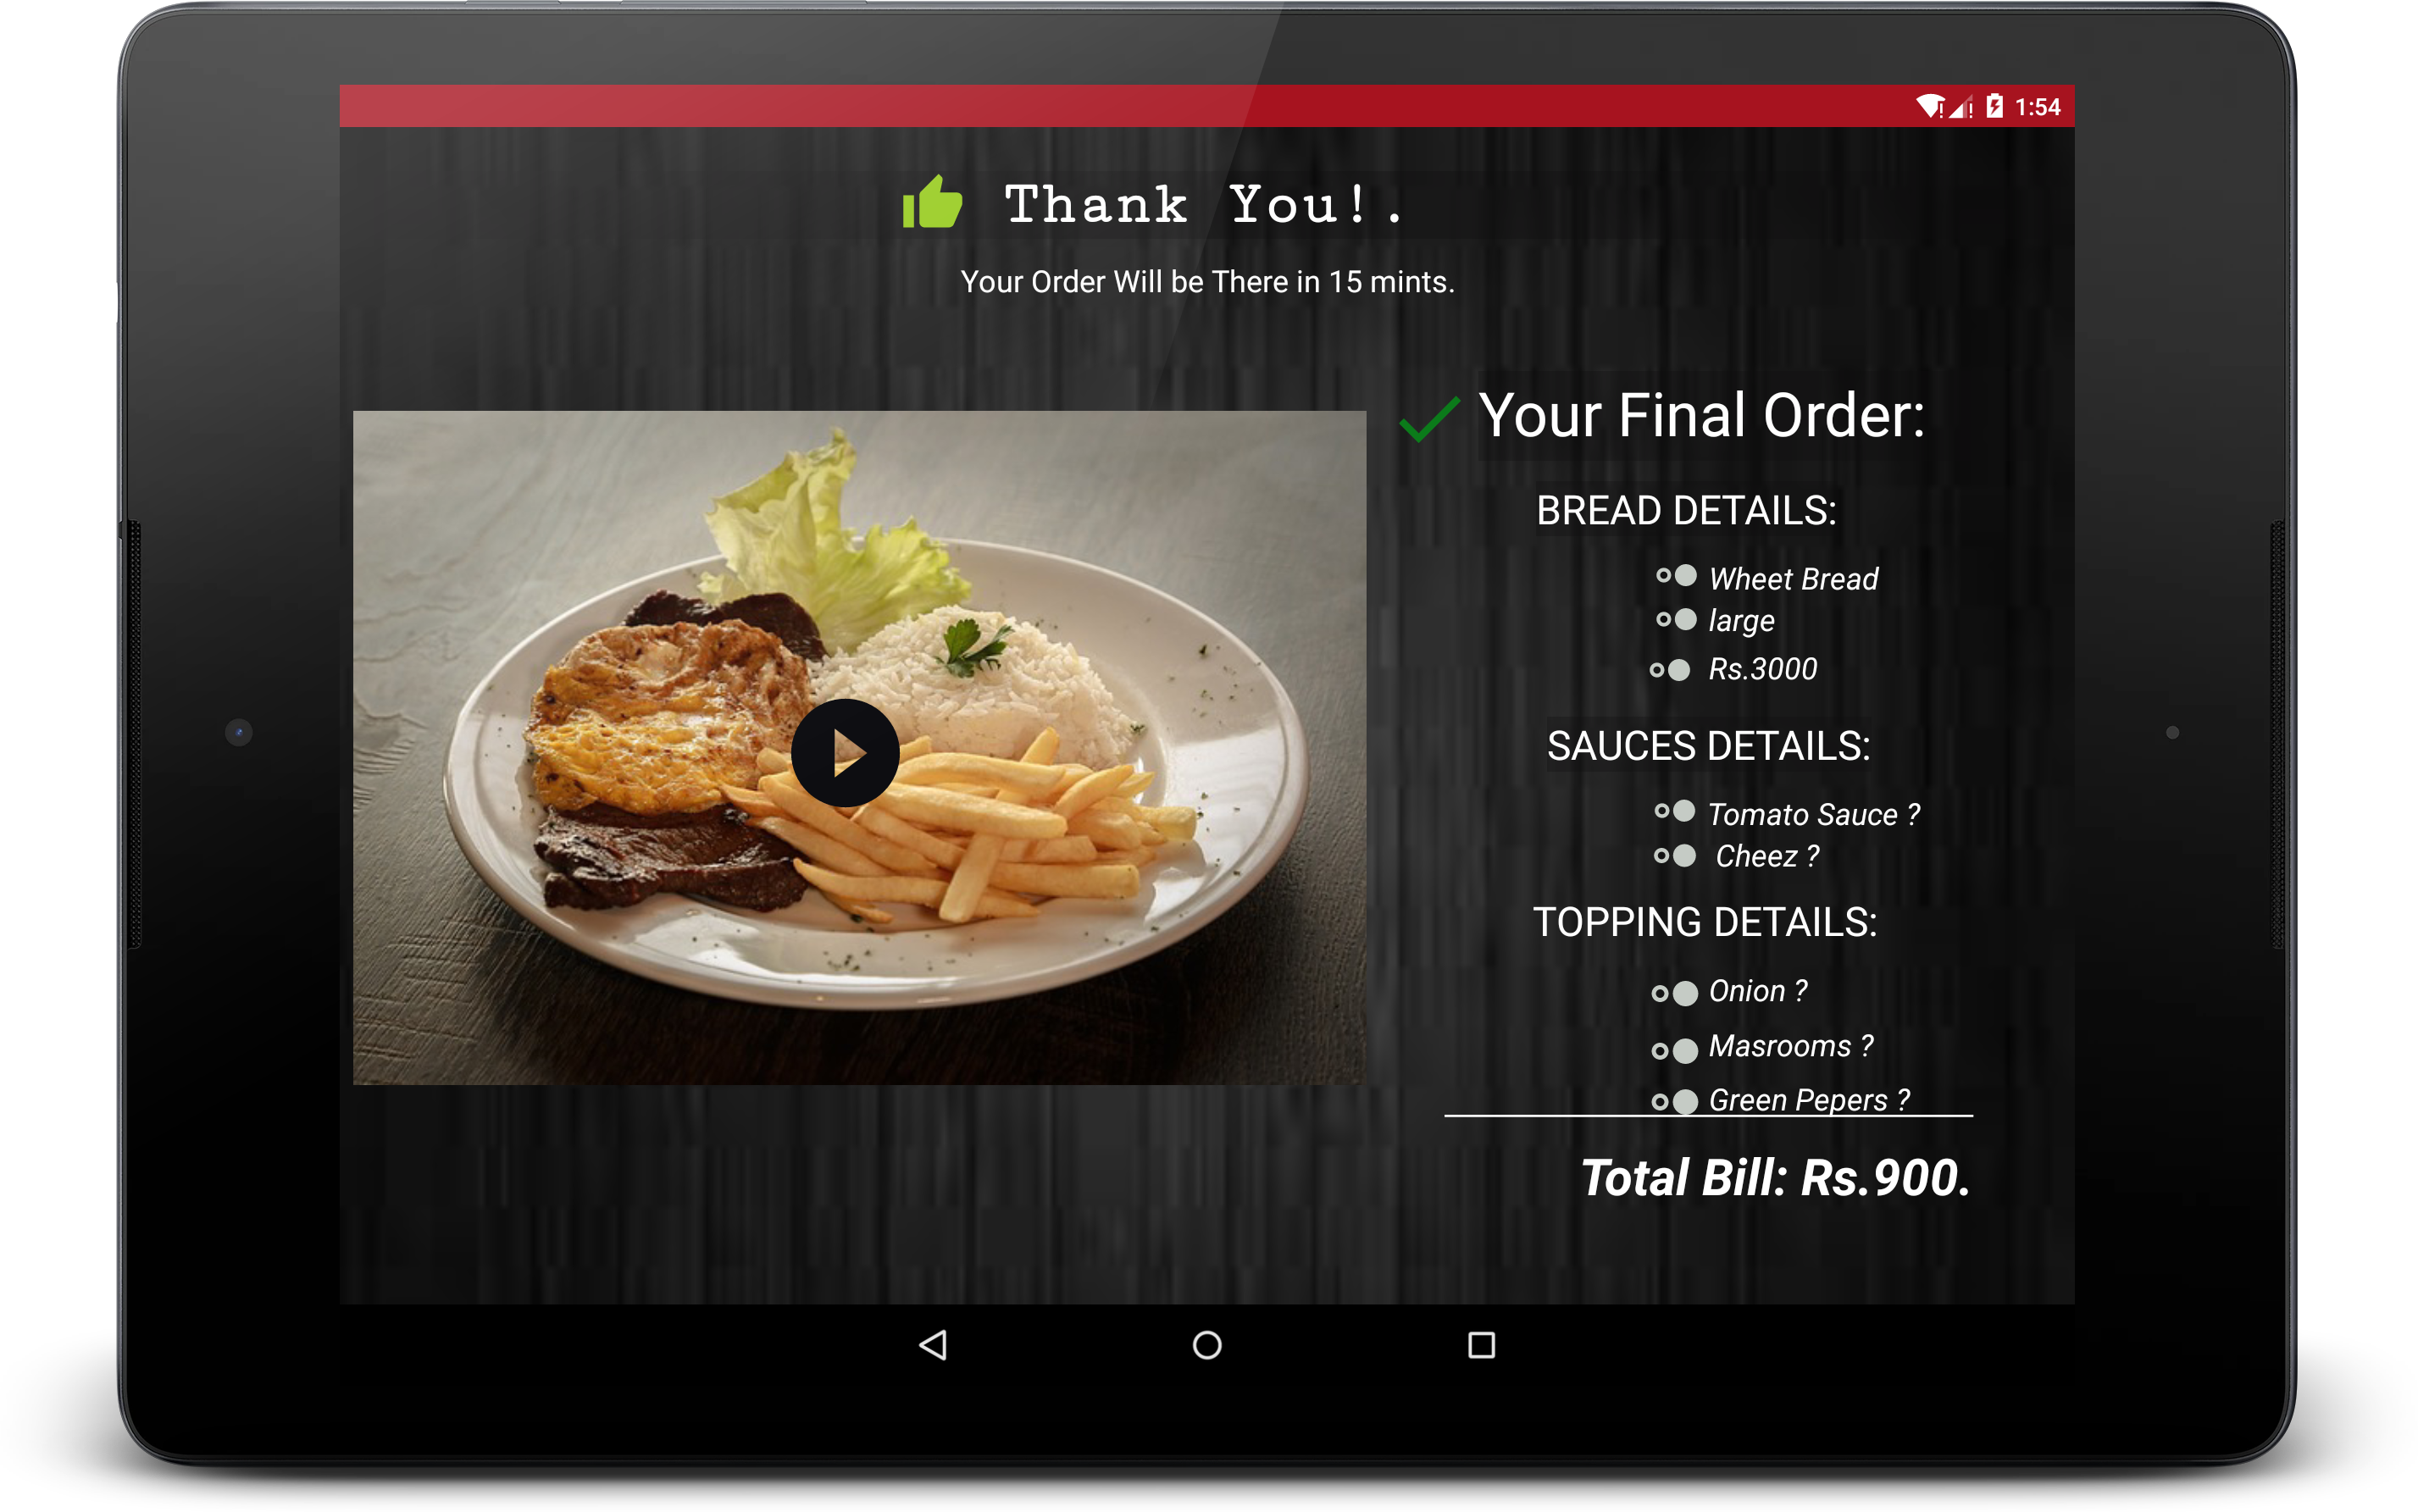 1:54
Thank You!.
Your Order Will be There in 15 mints.
Your Final Order:
BREAD DETAILS:
Wheet Bread
large
Rs.3000
SAUCES DETAILS:
Tomato Sauce ?
Cheez ?
TOPPING DETAILS:
Onion ?
Masrooms ?
Green Pepers ?
Total Bill: Rs.900.